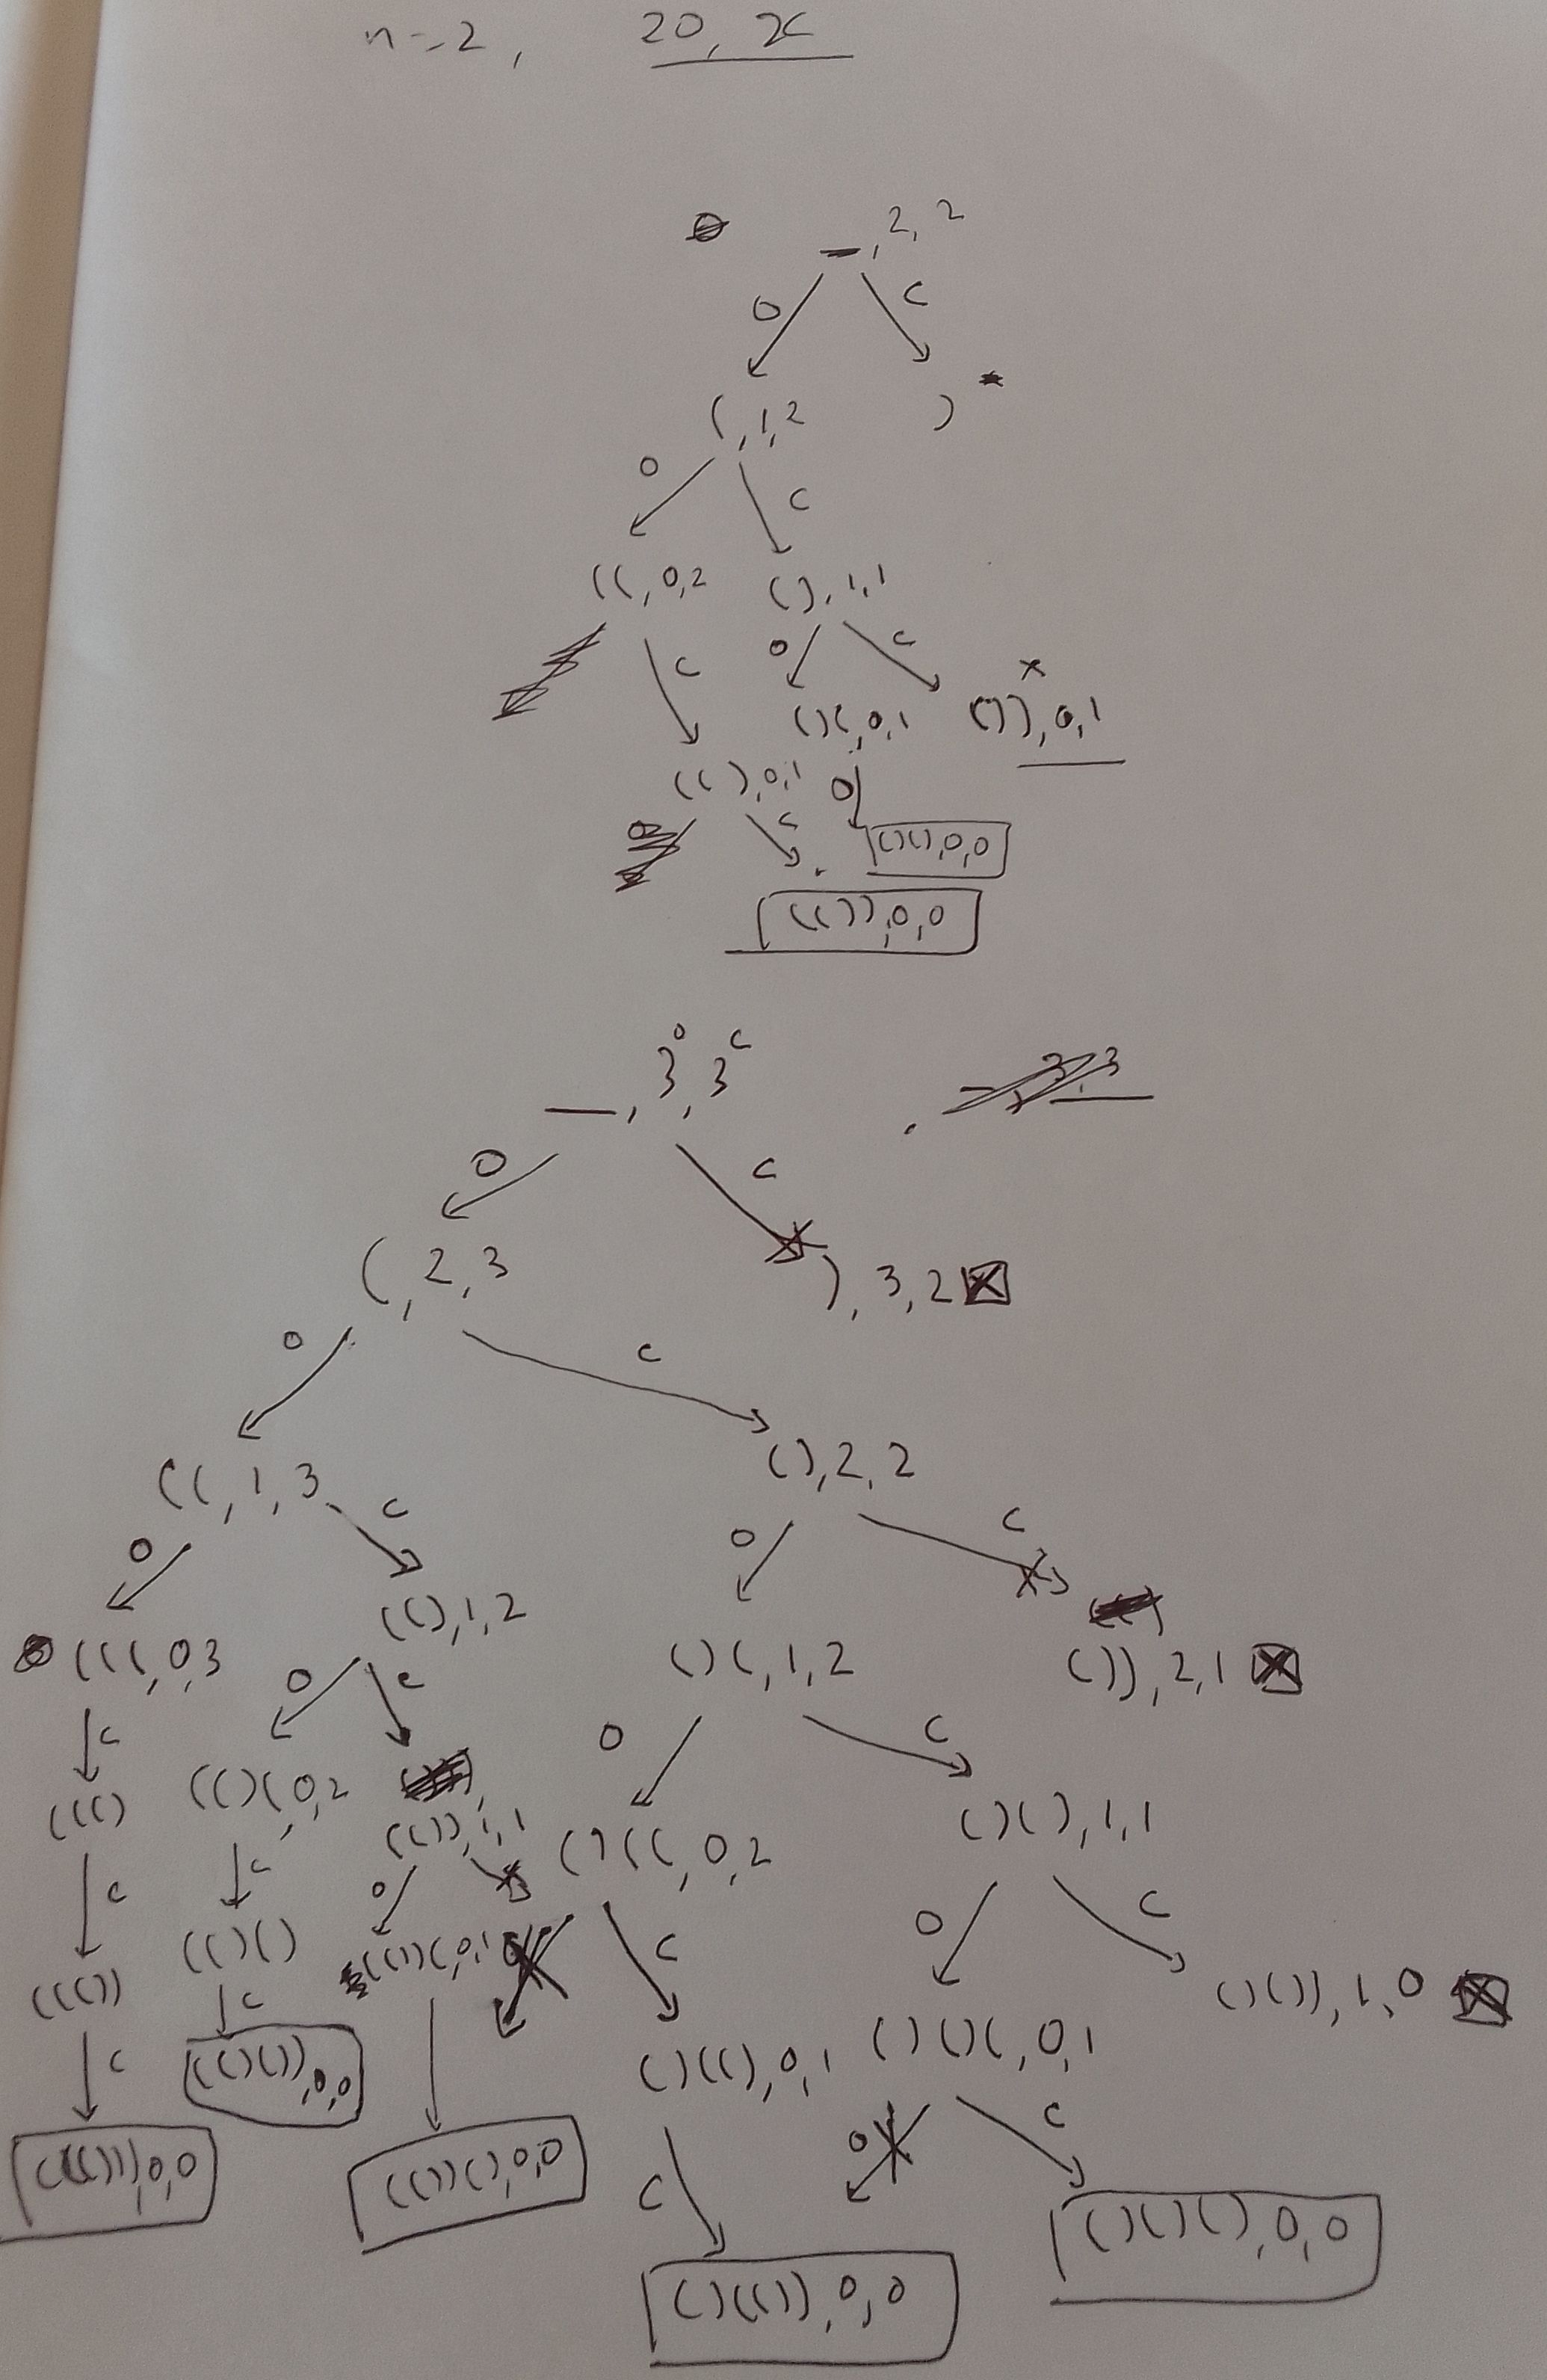 n=2, 20, 2c
_, 2, 2
O C
(, 1, 2 )
O C
((, 0,2 (), 1,1
C O C
()(, 0,1 ()), 0,1
((), 0,1 O
C ()(), 0,0
(()), 0,0
O C
__, 3, 3
O C
(, 2, 3 ), 3, 2
O C
((, 1, 3 (), 2, 2
O C O C
(((, 0,3 ((), 1,2 ()(, 1, 2 ()), 2, 1
C O C O C
((() (()(, 0,2 (()), 1,1 ()((, 0, 2 ()(), 1, 1
C C O C O C
((()) (()() (())(, 0,1 ()()), 1, 0
C C ()((), 0, 1 ()()(, 0, 1
(()()), 0,0 C O C
((())), 0,0 (())(), 0,0 ()()(), 0, 0
()(()), 0, 0